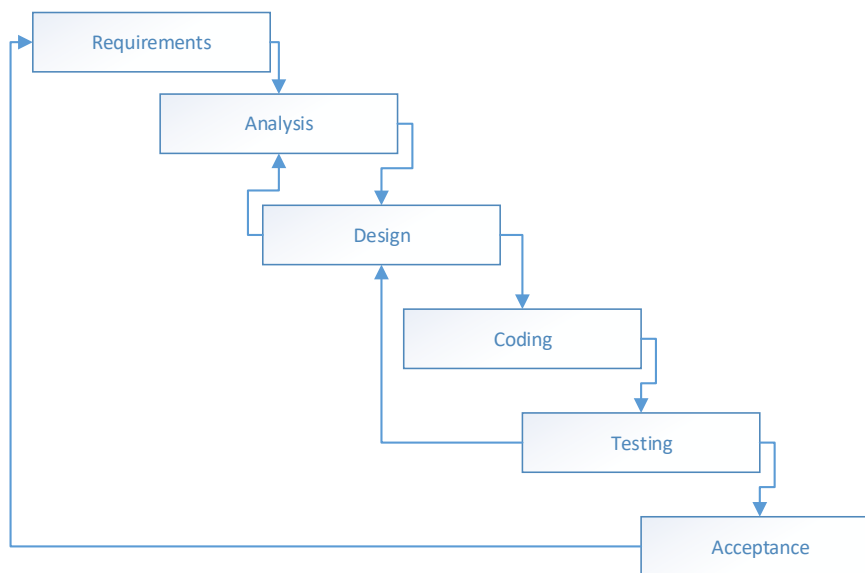 Requirements
Analysis
Design
Coding
Testing
Acceptance